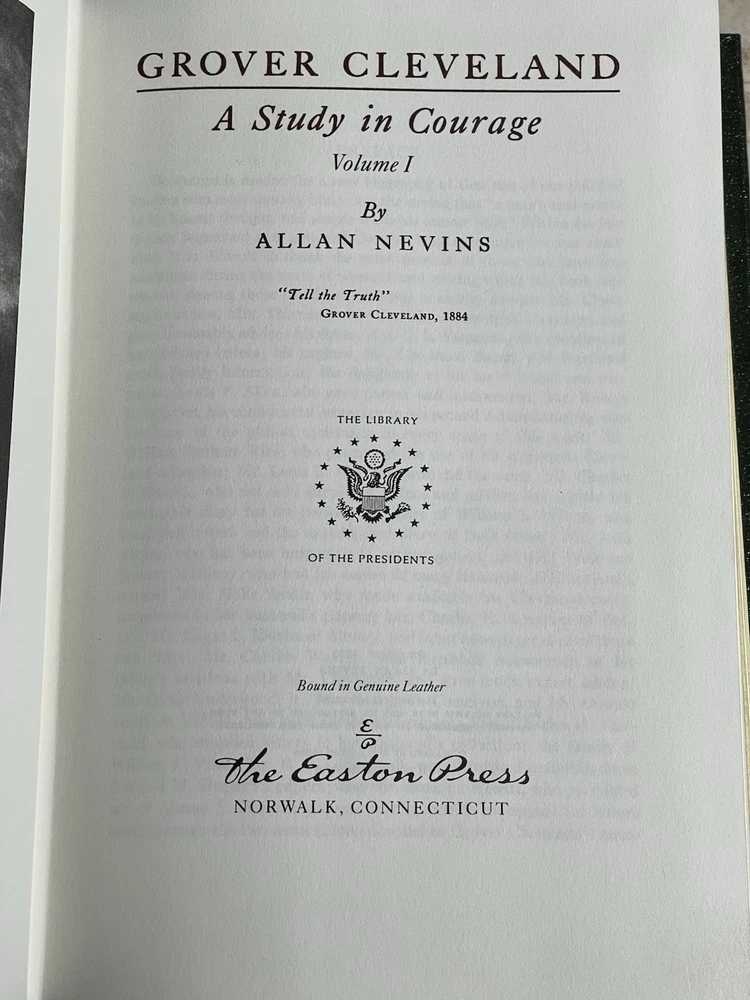 GROVER CLEVELAND
A Study in Courage
Volume I
By
ALLAN NEVINS
"Tell the Truth"
GROVER CLEVELAND, 1884
THE LIBRARY
OF THE PRESIDENTS
Bound in Genuine Leather
E
P
The Easton Press
NORWALK, CONNECTICUT